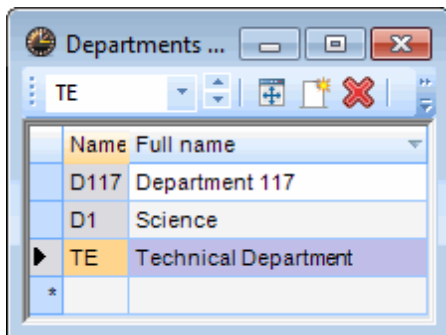 Departments ...
TE
Name Full name
D117 Department 117
D1 Science
TE Technical Department
*